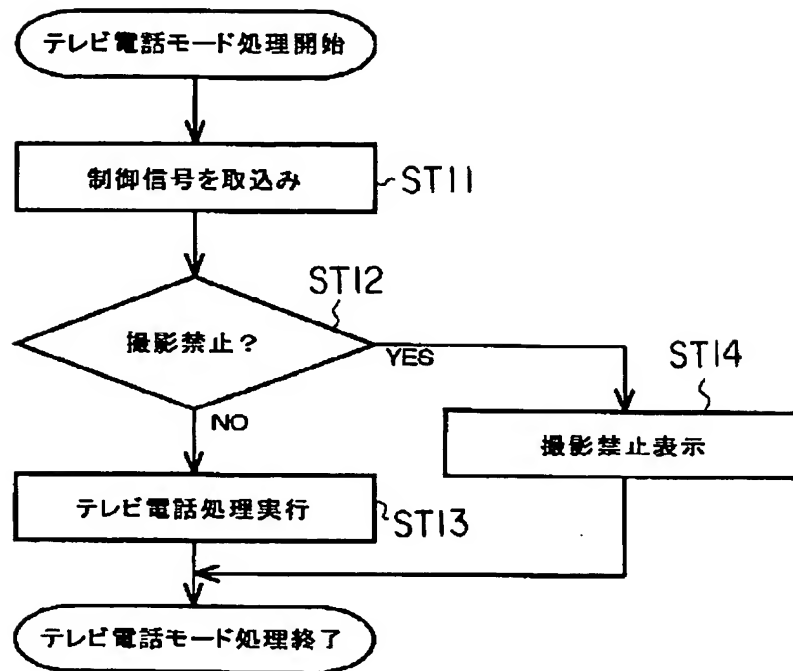 テレビ電話モード処理開始
制御信号を取込み
ST11
ST12
撮影禁止?
YES
NO
ST14
撮影禁止表示
テレビ電話処理実行
ST13
テレビ電話モード処理終了